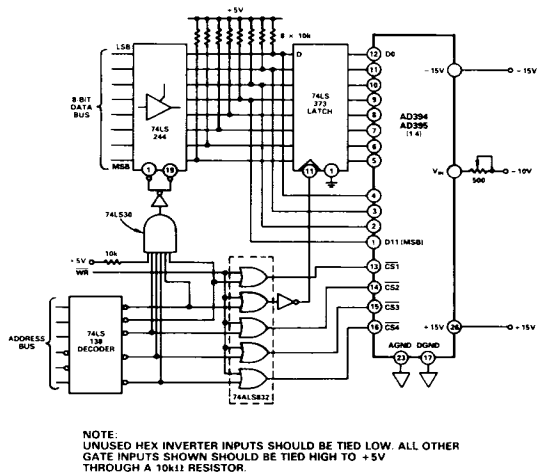 +5V
8 × 10k
LSB
8-BIT
DATA
BUS
MSB
74LS
244
1
19
D
74LS
373
LATCH
11
1
12
D0
11
10
9
8
7
6
5
4
3
2
1
D11 (MSB)
13
CS1
14
CS2
15
CS3
16
CS4
AD394
AD395
(1 4)
-15V
-15V
500
-10V
+15V
26
+15V
AGND
DGND
23
17
74LS30
+5V
10k
WR
ADDRESS
BUS
74LS
138
DECODER
74ALS832
NOTE:
UNUSED HEX INVERTER INPUTS SHOULD BE TIED LOW. ALL OTHER
GATE INPUTS SHOWN SHOULD BE TIED HIGH TO +5V
THROUGH A 10kΩ RESISTOR.